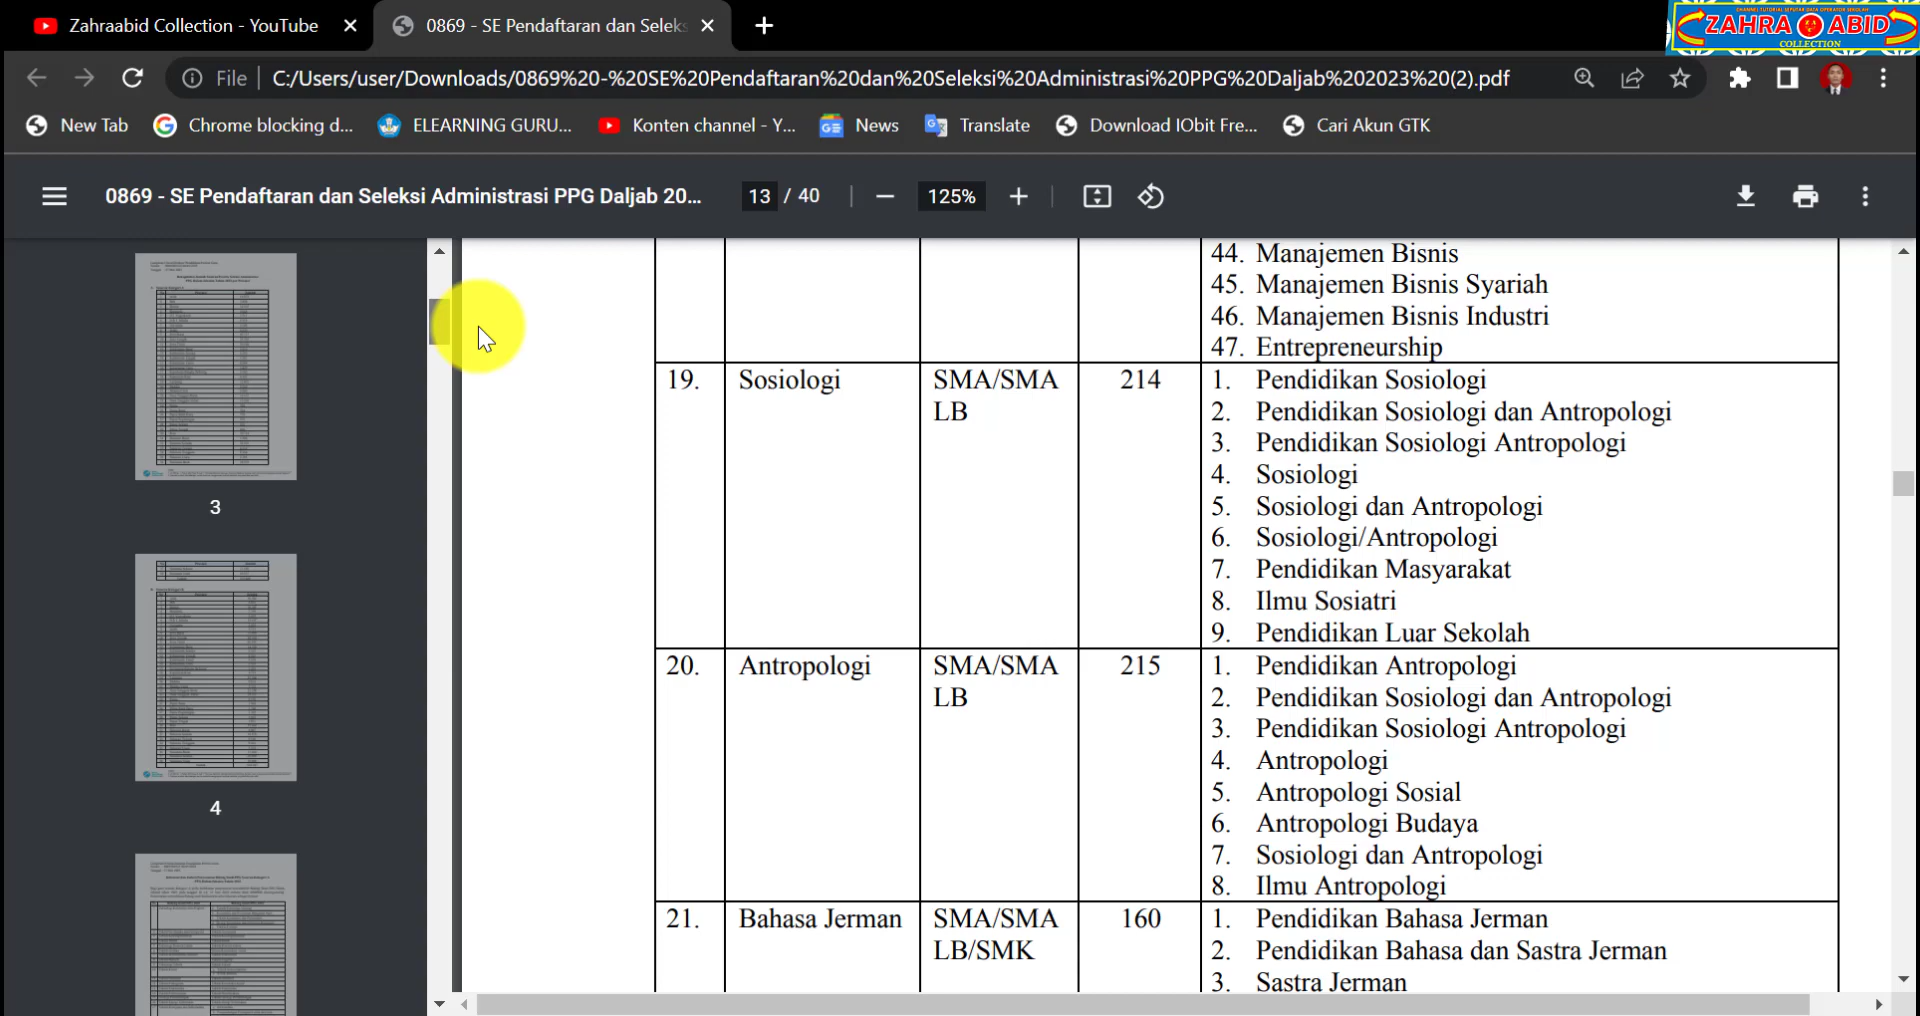 Zahraabid Collection - YouTube
0869 - SE Pendaftaran dan Seleks
CHANNEL TUTORIAL SEPUTAR DATA OPERATOR SEKOLAH
ZAHRA ZA ABID
COLLECTION
File C:/Users/user/Downloads/0869%20-%20SE%20Pendaftaran%20dan%20Seleksi%20Administrasi%20PPG%20Daljab%202023%20(2).pdf
New Tab Chrome blocking d... ELEARNING GURU... Konten channel - Y... News Translate Download IObit Fre... Cari Akun GTK
0869 - SE Pendaftaran dan Seleksi Administrasi PPG Daljab 20... 13 / 40 125%
3
4
44. Manajemen Bisnis
45. Manajemen Bisnis Syariah
46. Manajemen Bisnis Industri
47. Entrepreneurship
19. Sosiologi SMA/SMA 214 1. Pendidikan Sosiologi
LB 2. Pendidikan Sosiologi dan Antropologi
3. Pendidikan Sosiologi Antropologi
4. Sosiologi
5. Sosiologi dan Antropologi
6. Sosiologi/Antropologi
7. Pendidikan Masyarakat
8. Ilmu Sosiatri
9. Pendidikan Luar Sekolah
20. Antropologi SMA/SMA 215 1. Pendidikan Antropologi
LB 2. Pendidikan Sosiologi dan Antropologi
3. Pendidikan Sosiologi Antropologi
4. Antropologi
5. Antropologi Sosial
6. Antropologi Budaya
7. Sosiologi dan Antropologi
8. Ilmu Antropologi
21. Bahasa Jerman SMA/SMA 160 1. Pendidikan Bahasa Jerman
LB/SMK 2. Pendidikan Bahasa dan Sastra Jerman
3. Sastra Jerman